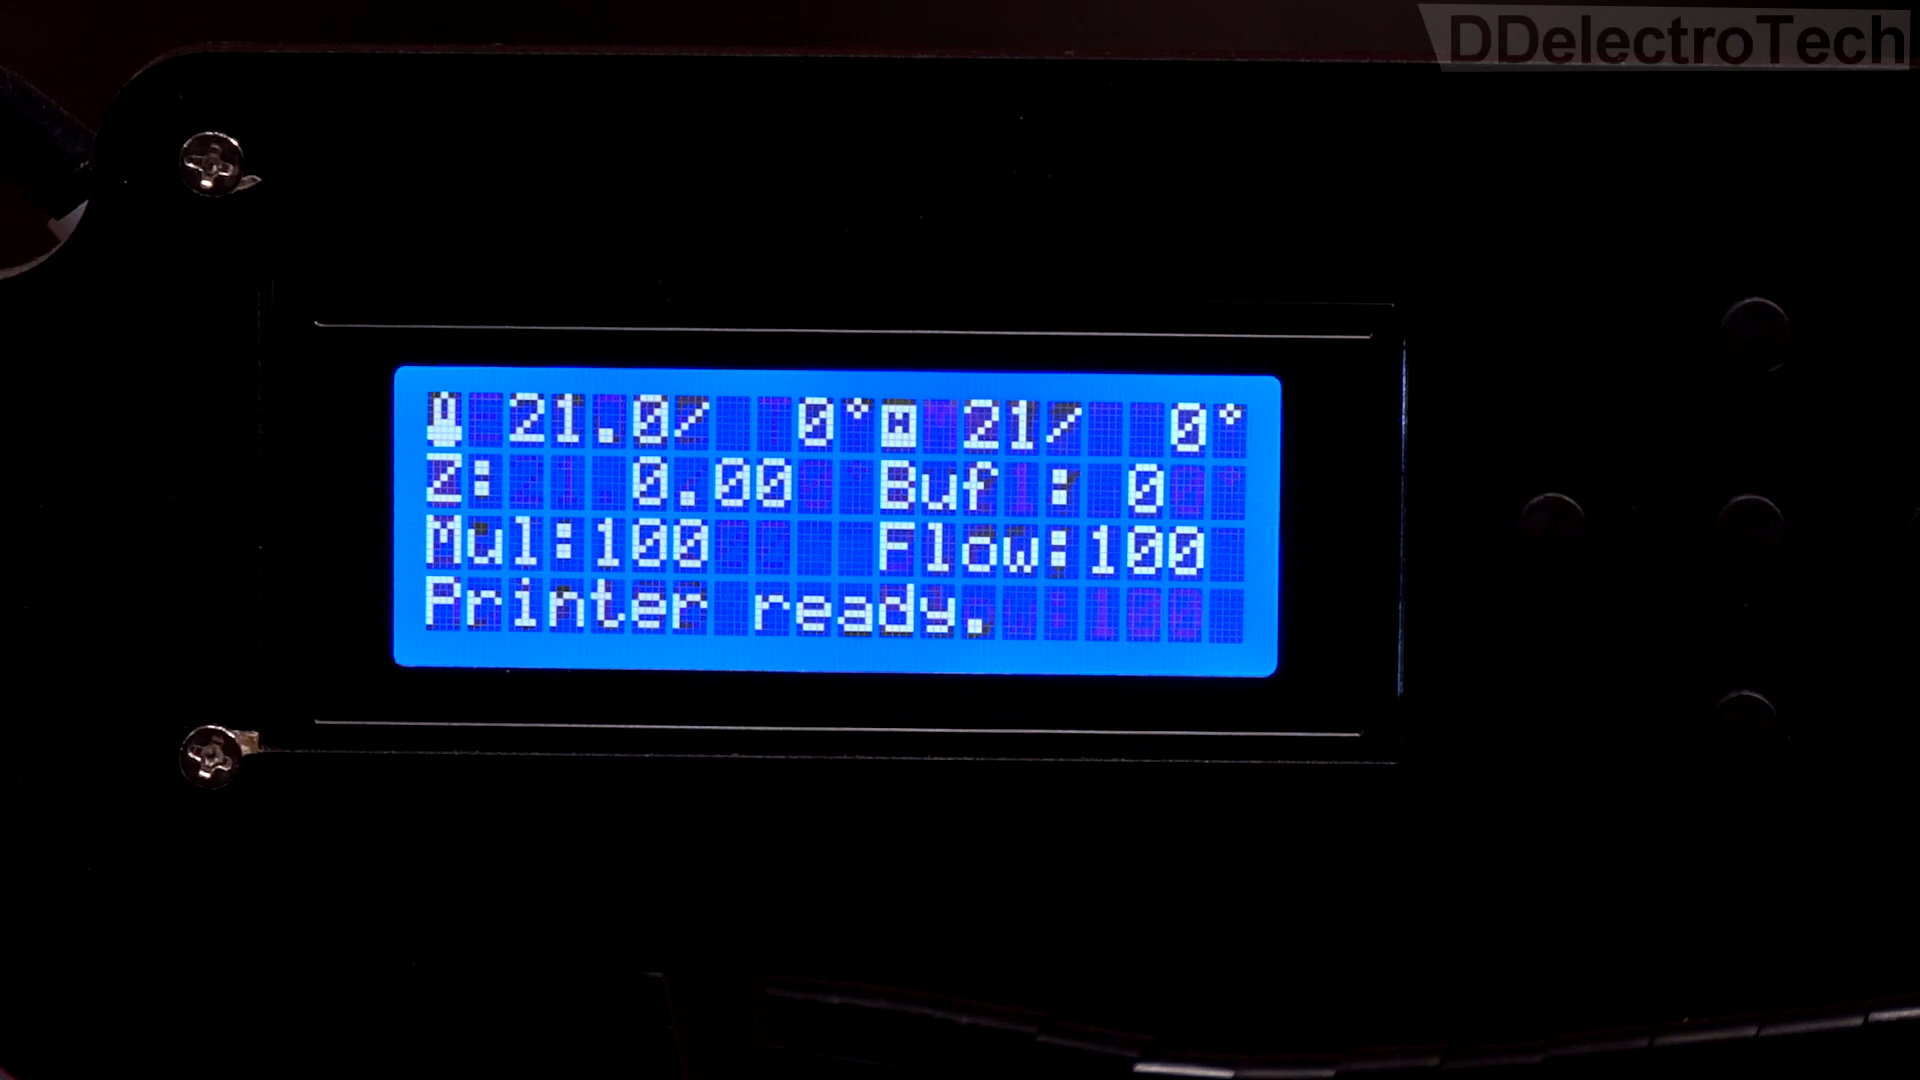 DDelectroTech
21.0/ 0° 21/ 0°
Z: 0.00 Buf : 0
Mul:100 Flow:100
Printer ready.